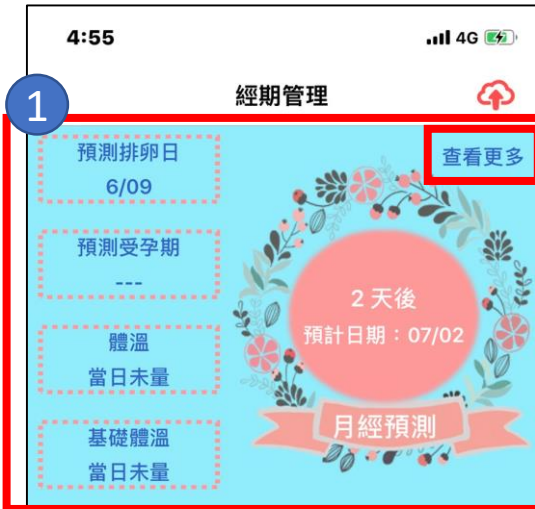 4:55
4G
經期管理
1
預測排卵日
6/09
查看更多
預測受孕期
---
2 天後
預計日期：07/02
體溫
當日未量
月經預測
基礎體溫
當日未量